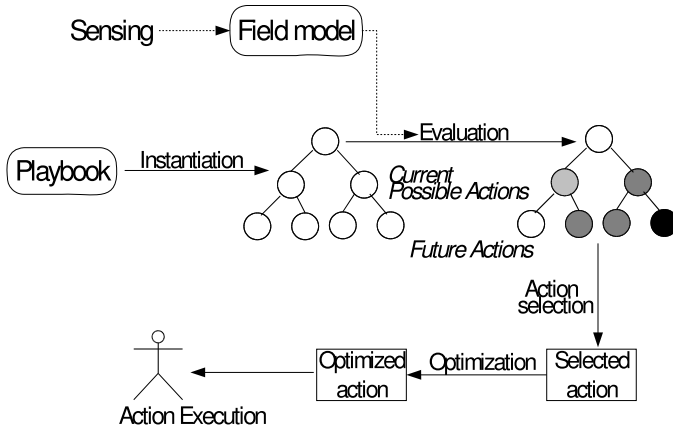 Sensing
Field model
Evaluation
Playbook
Instantiation
Current
Possible Actions
Future Actions
Action
selection
Optimized
action
Optimization
Selected
action
Action Execution